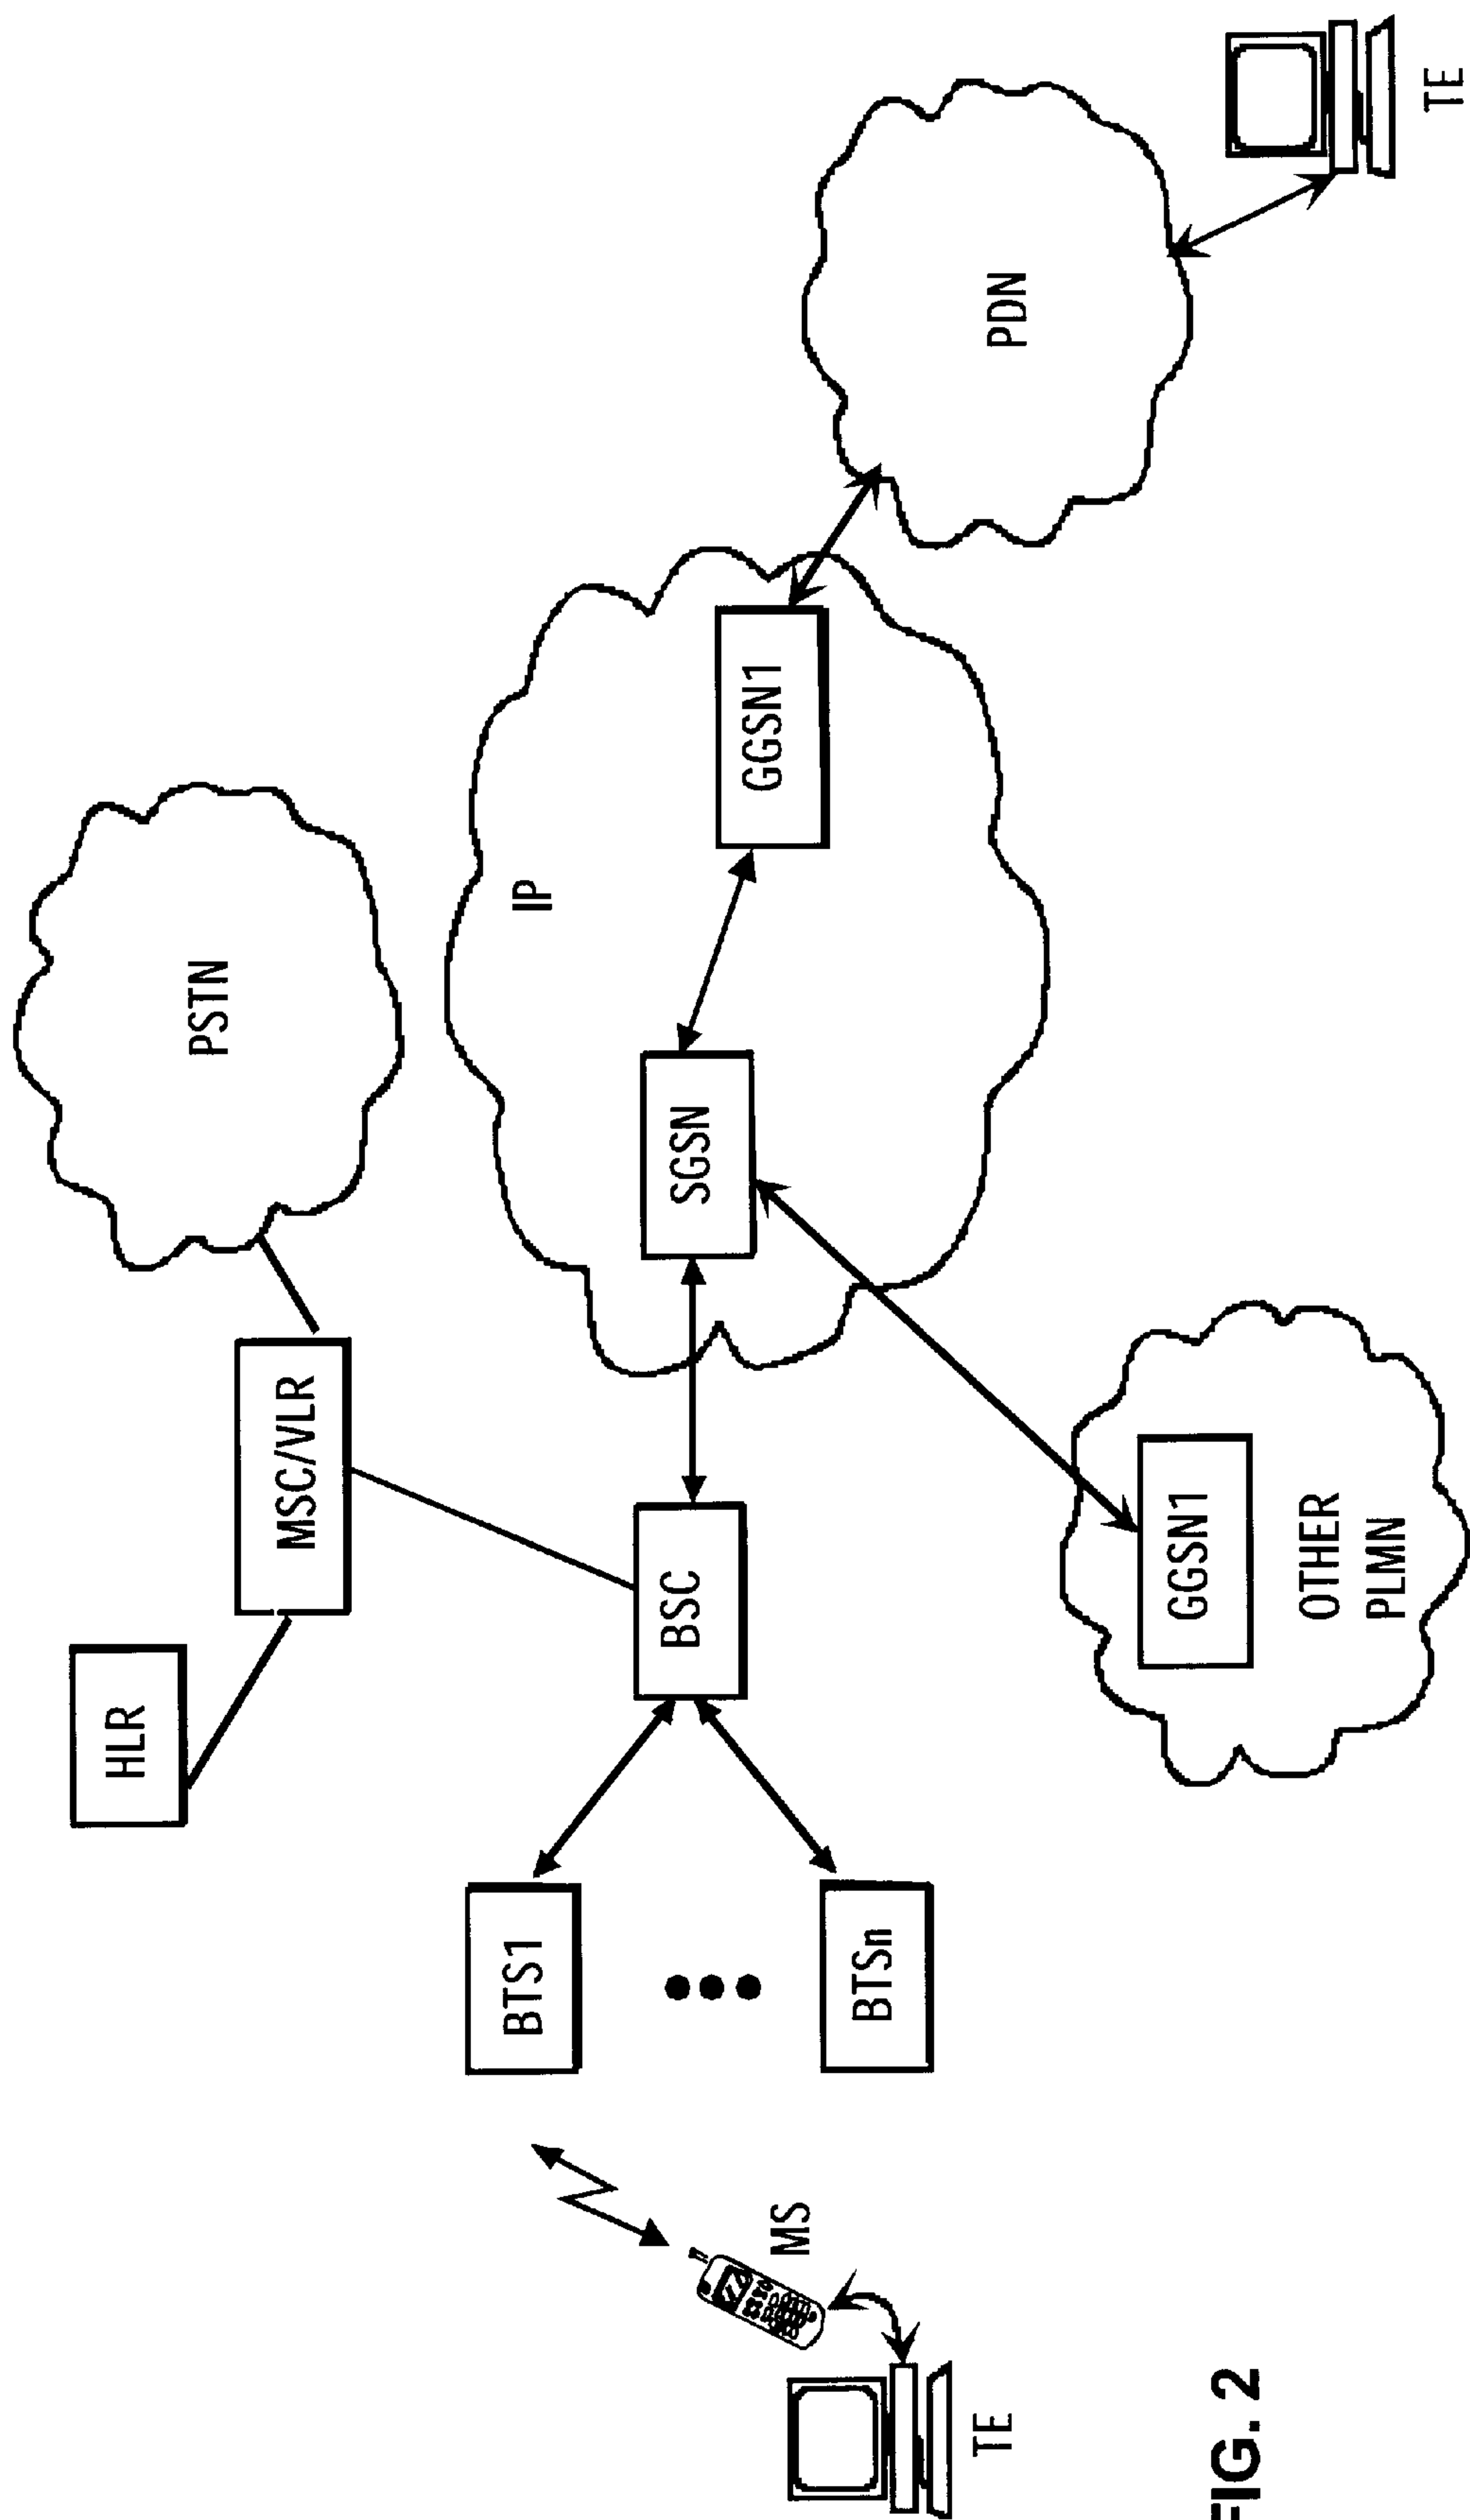 PSTN
HLR
MSC/VLR
IP
BTS1
BSC
SGSN
GGSN1
PDN
MS
BTSn
TE
GGSN1
OTHER
PLMN
TE
FIG. 2